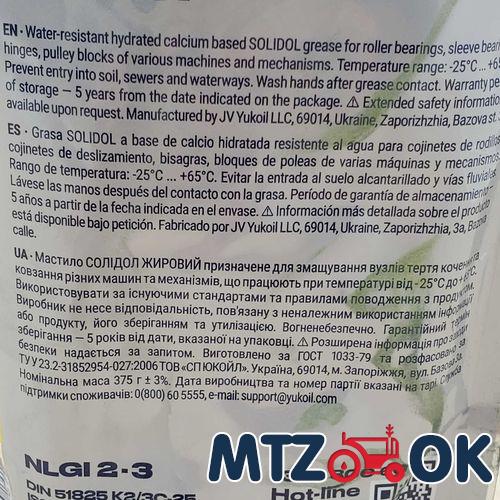 EN · Water-resistant hydrated calcium based SOLIDOL grease for roller bearings, sleeve bear
hinges, pulley blocks of various machines and mechanisms. Temperature range: -25°C ... +65
Prevent entry into soil, sewers and waterways. Wash hands after grease contact. Warranty pe
of storage — 5 years from the date indicated on the package. ⚠ Extended safety informatio
available upon request. Manufactured by JV Yukoil LLC, 69014, Ukraine, Zaporizhzhia, Bazova st. 3
ES · Grasa SOLIDOL a base de calcio hidratada resistente al agua para cojinetes de rodillos
cojinetes de deslizamiento, bisagras, bloques de poleas de varias máquinas y mecanismos.
Rango de temperatura: -25°C ... +65°C. Evitar la entrada al suelo alcantarillado y vías fluviales.
Lávese las manos después del contacto con la grasa. Período de garantía de almacenamiento
5 años a partir de la fecha indicada en el envase. ⚠ Información más detallada sobre el producto
está disponible bajo petición. Fabricado por JV Yukoil LLC, 69014, Ukraine, Zaporizhzhia, 3a, Bazova
calle.
UA · Мастило СОЛІДОЛ ЖИРОВИЙ призначене для змащування вузлів тертя кочення та
ковзання різних машин та механізмів, що працюють при температурі від -25°C до + 65°C.
Використовувати за існуючими стандартами та правилами поводження з продуктом.
Виробник не несе відповідальність, пов'язану з неналежним використанням інформації
або продукту, його зберіганням та утилізацією. Вогненебезпечно. Гарантійний термін
зберігання — 5 років від дати, вказаної на упаковці. ⚠ Розширена інформація про заходи
безпеки надається за запитом. Виготовлено за ГОСТ 1033-79 та розфасовано за
ТУ У 23.2-31852954-027:2006 ТОВ «СП ЮКОЙЛ». Україна, 69014, м. Запоріжжя, вул. Базова, 3а.
Номінальна маса 375 г ± 3%. Дата виробництва та номер партії вказані на тарі. Служба
підтримки споживачів: 0(800) 60 5555, e-mail: support@yukoil.com
NLGI 2-3
DIN 51825 K2/3C-25
Hot-line
MTZ OK